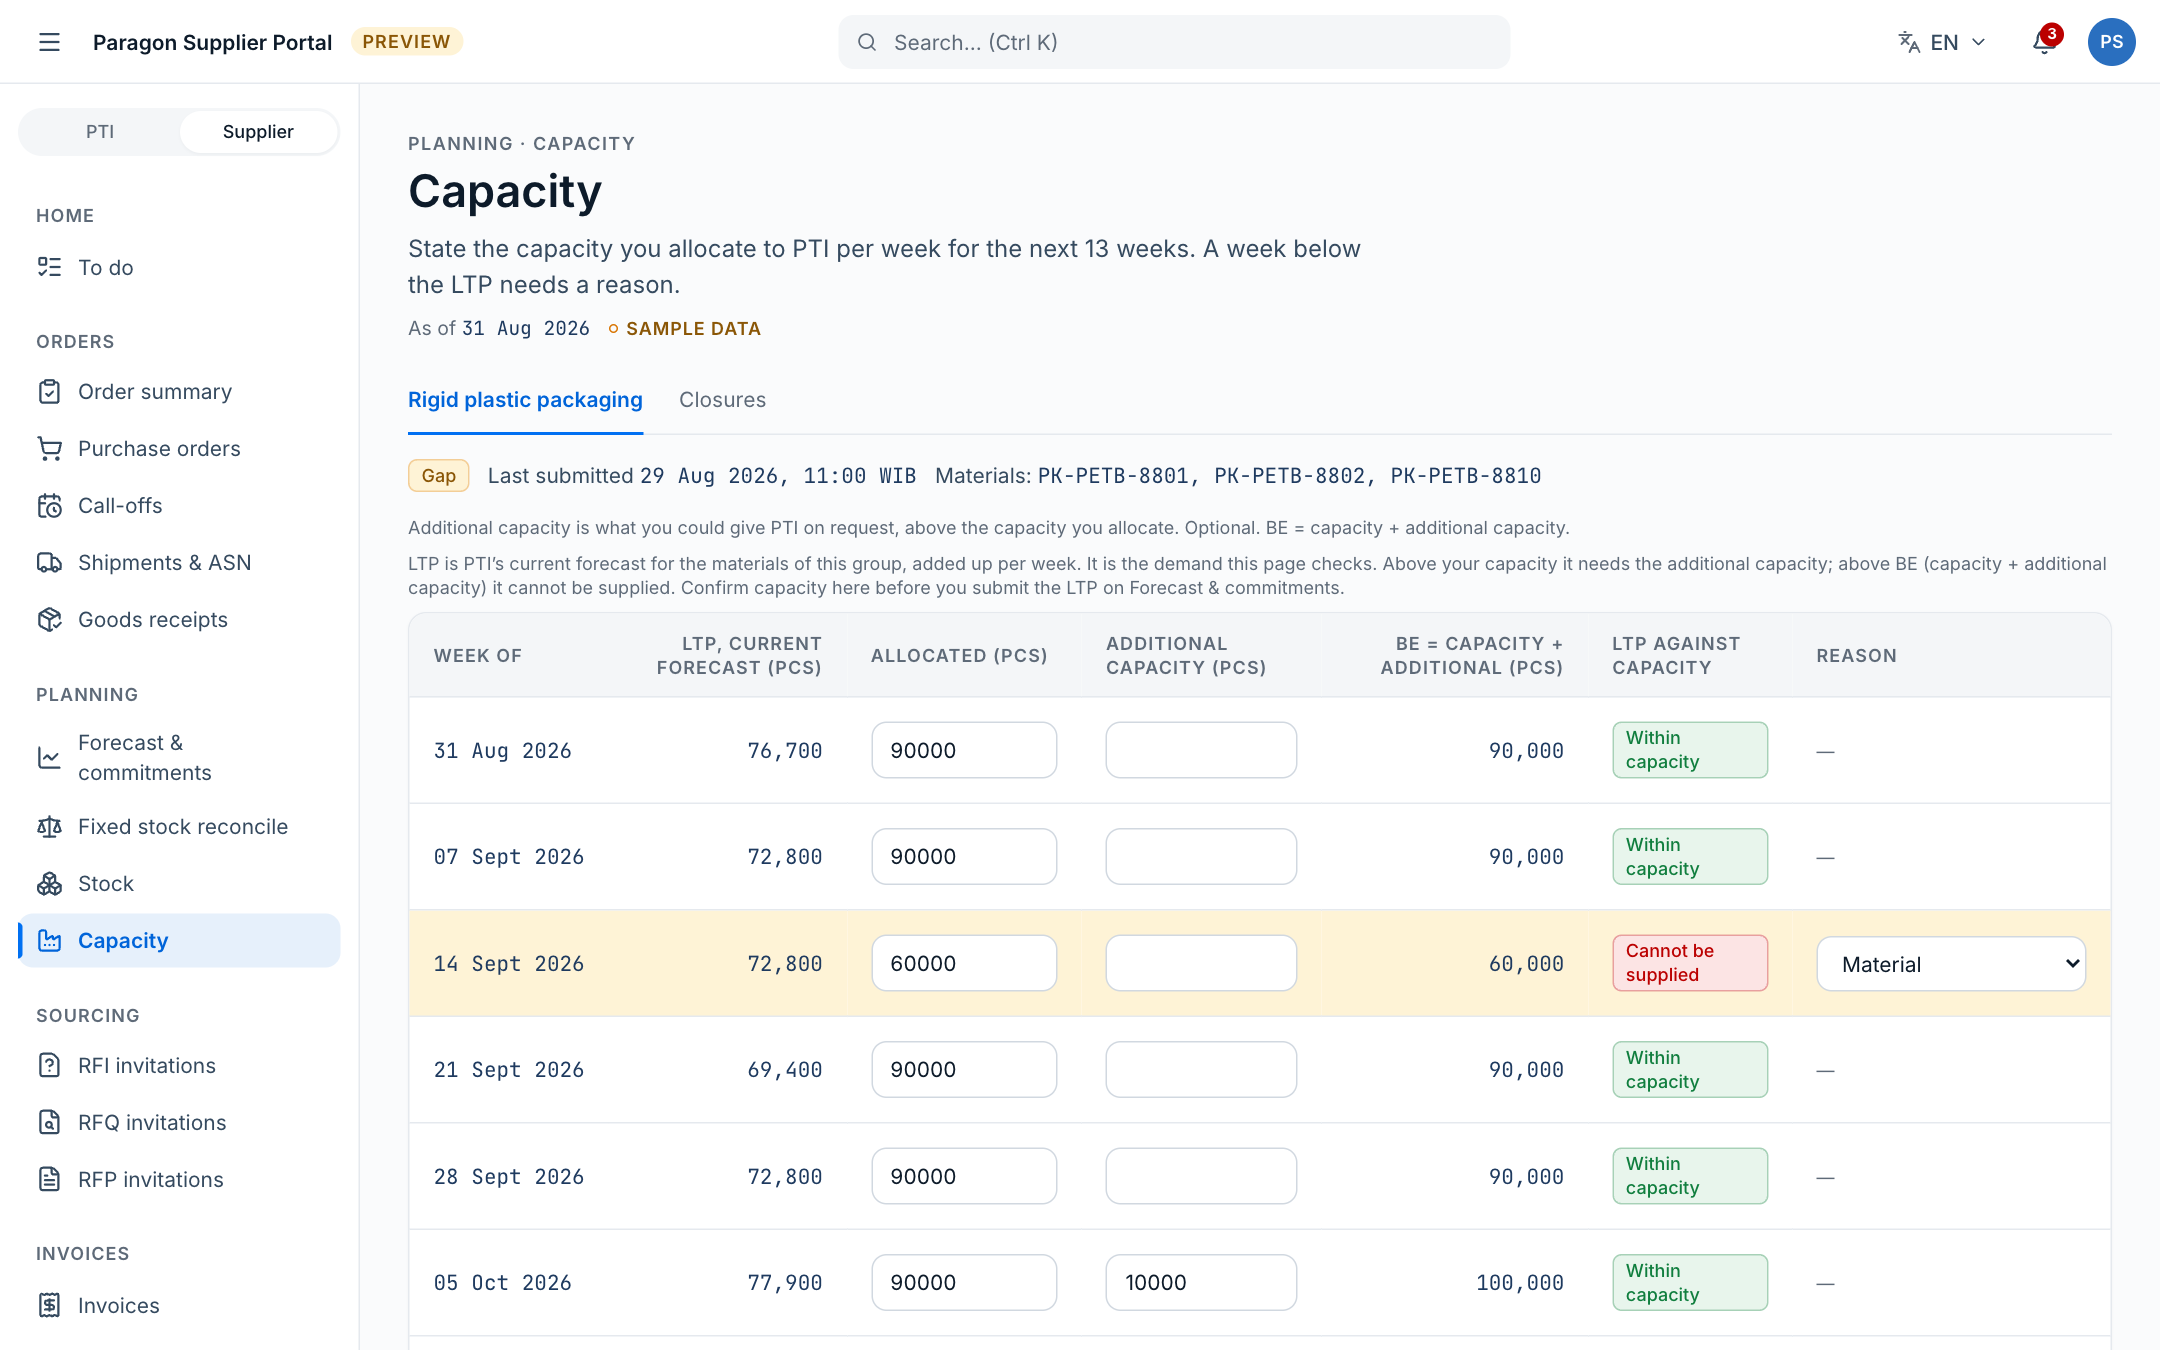 Paragon Supplier Portal
PREVIEW
Search... (Ctrl K)
EN
3
PS
PTI
Supplier
HOME
To do
ORDERS
Order summary
Purchase orders
Call-offs
Shipments & ASN
Goods receipts
PLANNING
Forecast &
commitments
Fixed stock reconcile
Stock
Capacity
SOURCING
RFI invitations
RFQ invitations
RFP invitations
INVOICES
Invoices
PLANNING · CAPACITY
Capacity
State the capacity you allocate to PTI per week for the next 13 weeks. A week below
the LTP needs a reason.
As of 31 Aug 2026 SAMPLE DATA
Rigid plastic packaging Closures
Gap Last submitted 29 Aug 2026, 11:00 WIB Materials: PK-PETB-8801, PK-PETB-8802, PK-PETB-8810
Additional capacity is what you could give PTI on request, above the capacity you allocate. Optional. BE = capacity + additional capacity.
LTP is PTI’s current forecast for the materials of this group, added up per week. It is the demand this page checks. Above your capacity it needs the additional capacity; above BE (capacity + additional
capacity) it cannot be supplied. Confirm capacity here before you submit the LTP on Forecast & commitments.
WEEK OF
LTP, CURRENT
FORECAST (PCS)
ALLOCATED (PCS)
ADDITIONAL
CAPACITY (PCS)
BE = CAPACITY +
ADDITIONAL (PCS)
LTP AGAINST
CAPACITY
REASON
31 Aug 2026 76,700 90000 90,000 Within
capacity —
07 Sept 2026 72,800 90000 90,000 Within
capacity —
14 Sept 2026 72,800 60000 60,000 Cannot be
supplied Material
21 Sept 2026 69,400 90000 90,000 Within
capacity —
28 Sept 2026 72,800 90000 90,000 Within
capacity —
05 Oct 2026 77,900 90000 10000 100,000 Within
capacity —